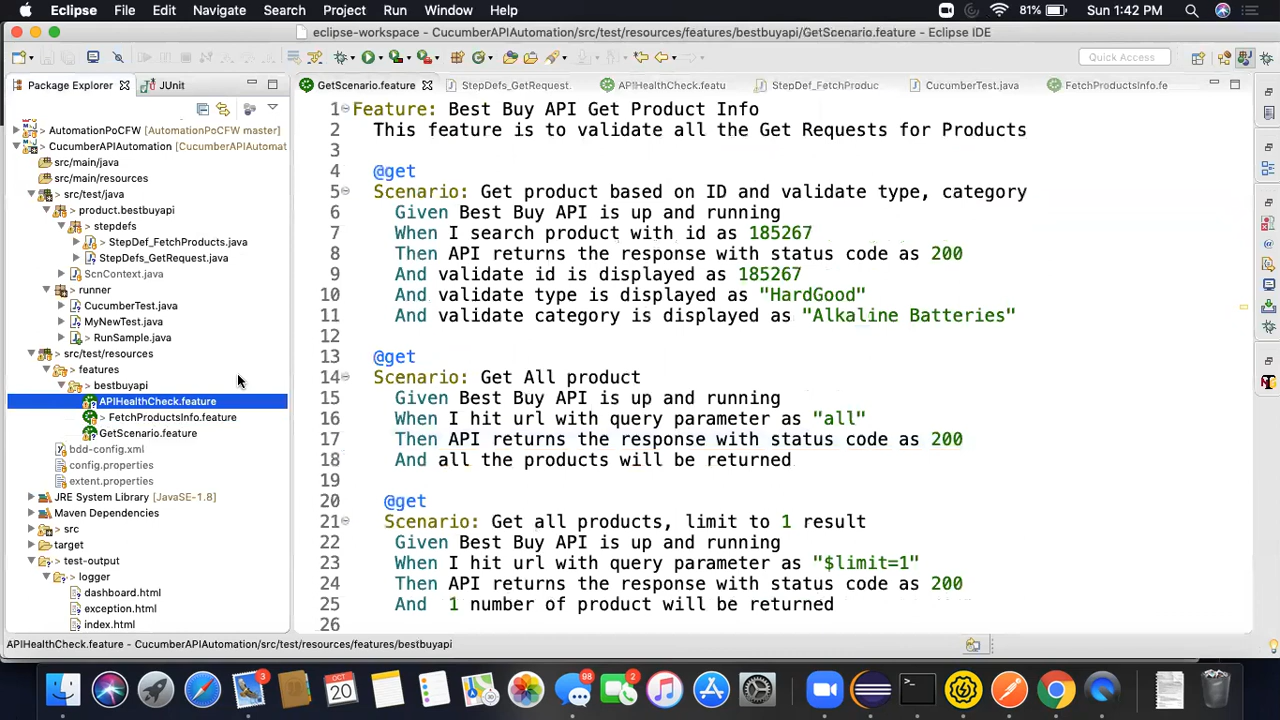 Eclipse File Edit Navigate Search Project Run Window Help 81% Sun 1:42 PM
eclipse-workspace - CucumberAPIAutomation/src/test/resources/features/bestbuyapi/GetScenario.feature - Eclipse IDE
Quick Access
Package Explorer JUnit
GetScenario.feature StepDefs_GetRequest. APIHealthCheck.featu StepDef_FetchProduc CucumberTest.java FetchProductsInfo.fe
> AutomationPoCFW [AutomationPoCFW master]
> CucumberAPIAutomation [CucumberAPIAutomat
src/main/java
src/main/resources
> src/test/java
> product.bestbuyapi
> stepdefs
> StepDef_FetchProducts.java
> StepDefs_GetRequest.java
ScnContext.java
> runner
CucumberTest.java
MyNewTest.java
> RunSample.java
> src/test/resources
> features
> bestbuyapi
APIHealthCheck.feature
> FetchProductsInfo.feature
GetScenario.feature
bdd-config.xml
config.properties
extent.properties
JRE System Library [JavaSE-1.8]
Maven Dependencies
> src
target
> test-output
> logger
dashboard.html
exception.html
index.html
1 Feature: Best Buy API Get Product Info
2 This feature is to validate all the Get Requests for Products
3
4 @get
5 Scenario: Get product based on ID and validate type, category
6 Given Best Buy API is up and running
7 When I search product with id as 185267
8 Then API returns the response with status code as 200
9 And validate id is displayed as 185267
10 And validate type is displayed as "HardGood"
11 And validate category is displayed as "Alkaline Batteries"
12
13 @get
14 Scenario: Get All product
15 Given Best Buy API is up and running
16 When I hit url with query parameter as "all"
17 Then API returns the response with status code as 200
18 And all the products will be returned
19
20 @get
21 Scenario: Get all products, limit to 1 result
22 Given Best Buy API is up and running
23 When I hit url with query parameter as "$limit=1"
24 Then API returns the response with status code as 200
25 And 1 number of product will be returned
26
APIHealthCheck.feature - CucumberAPIAutomation/src/test/resources/features/bestbuyapi
3 OCT 20 98 2